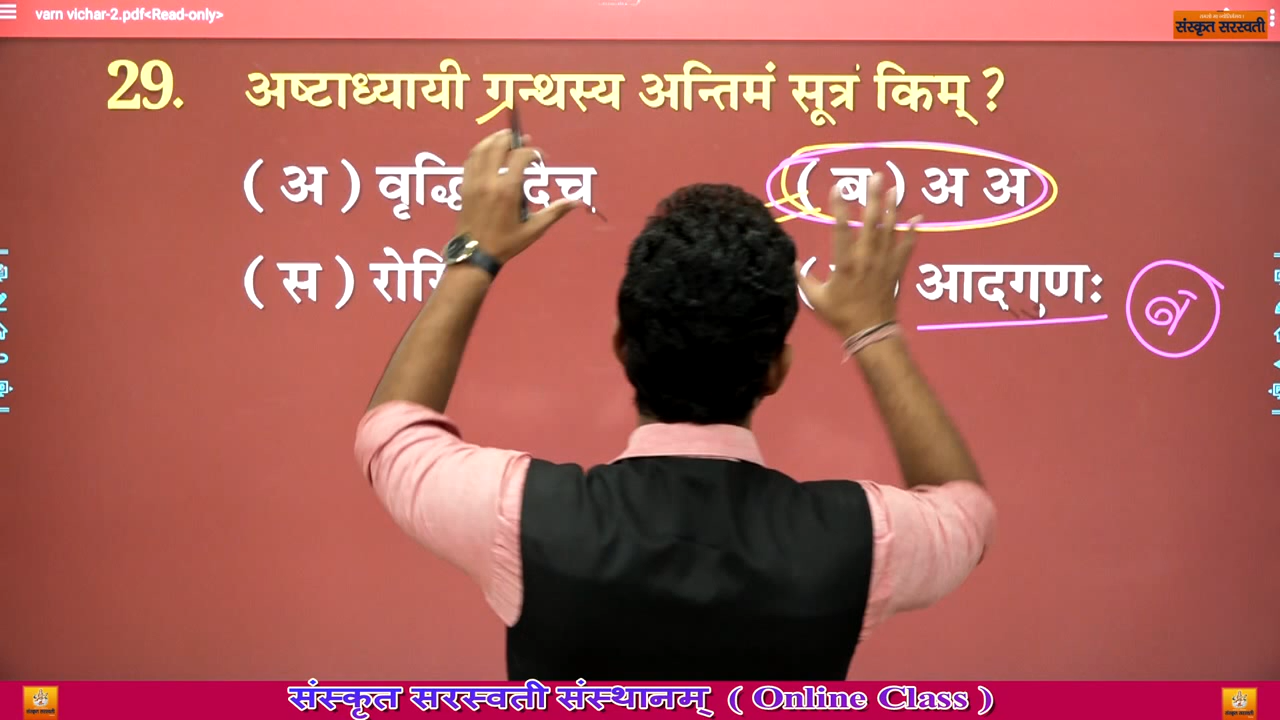 varn vichar-2.pdf<Read-only>
संस्कृत सरस्वती
29. अष्टाध्यायी ग्रन्थस्य अन्तिमं सूत्रं किम् ?
( अ ) ( ब ) अ अ
( स ) आदगुणः ब
संस्कृत सरस्वती संस्थानम् ( Online Class )